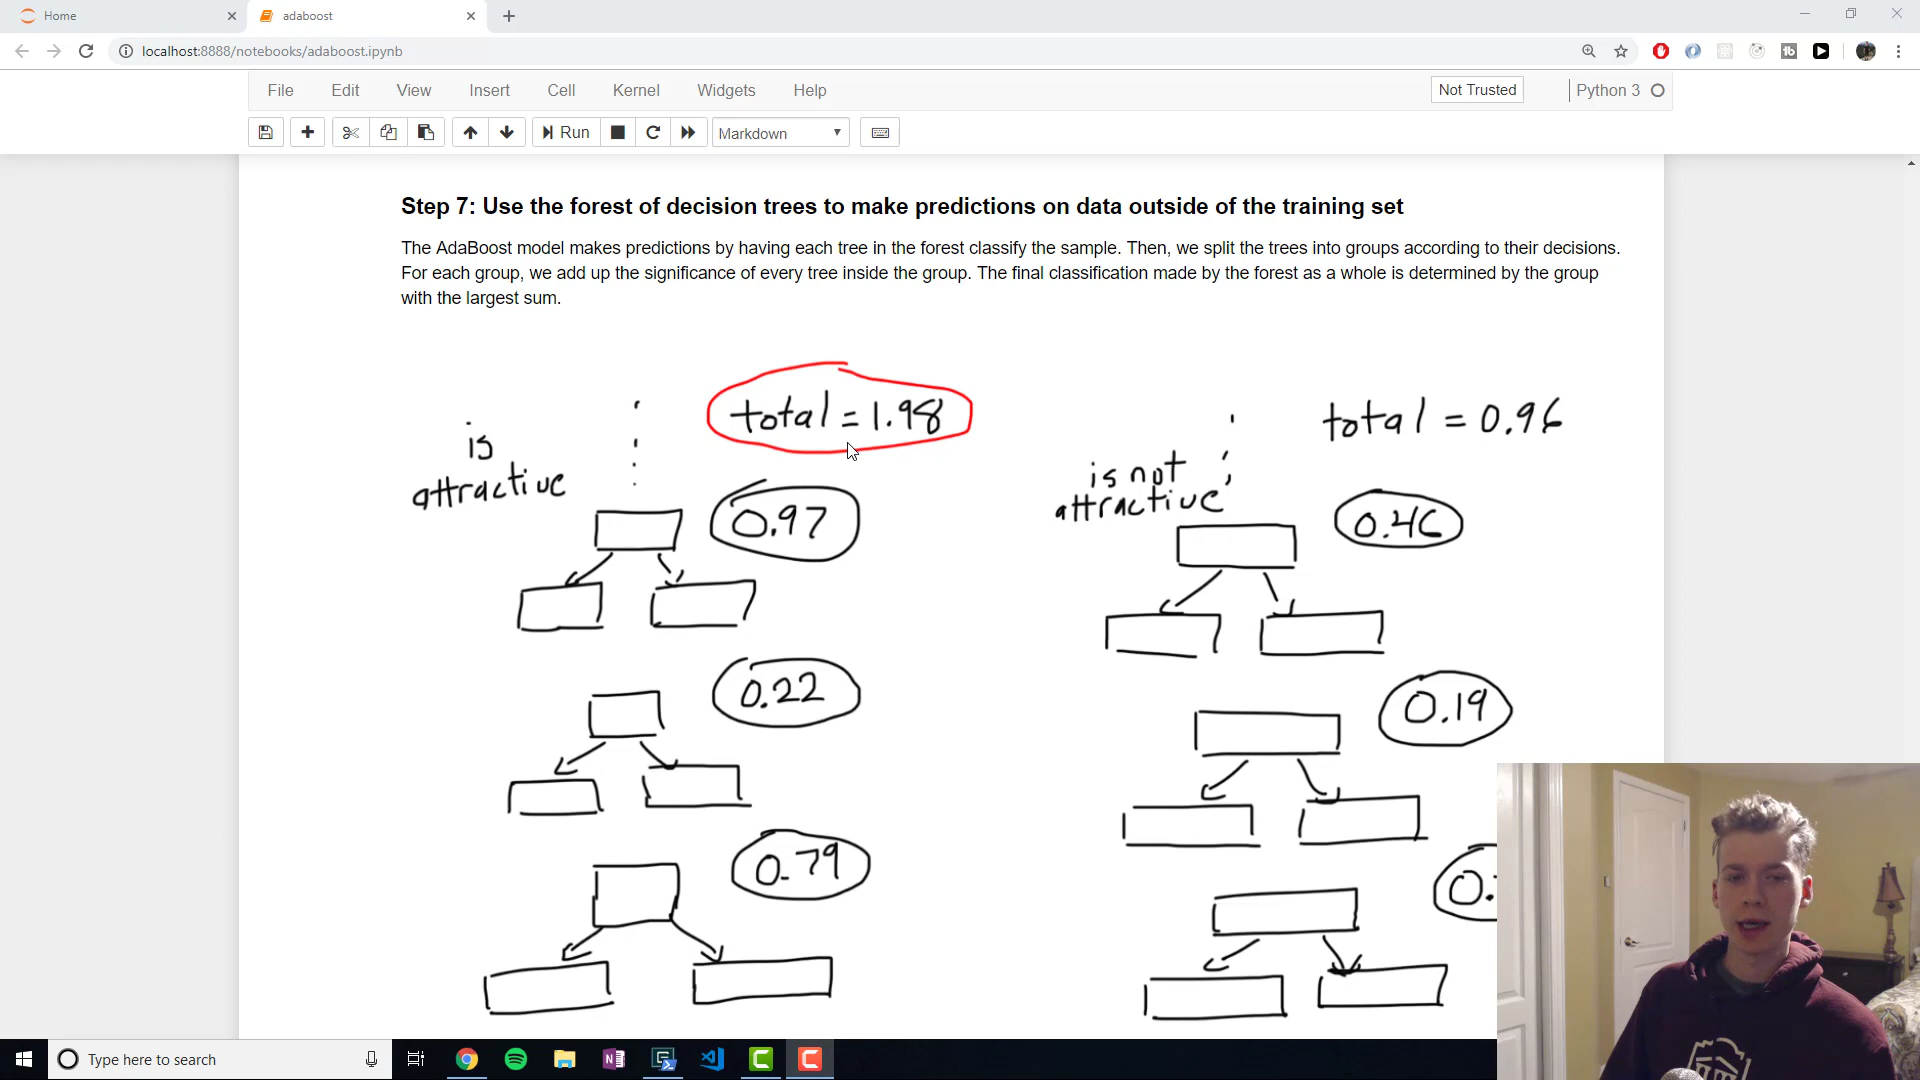 Home
adaboost
localhost:8888/notebooks/adaboost.ipynb
File Edit View Insert Cell Kernel Widgets Help
Not Trusted
Python 3
Run
Markdown
Step 7: Use the forest of decision trees to make predictions on data outside of the training set
The AdaBoost model makes predictions by having each tree in the forest classify the sample. Then, we split the trees into groups according to their decisions.
For each group, we add up the significance of every tree inside the group. The final classification made by the forest as a whole is determined by the group
with the largest sum.
is
attractive
total = 1.98
0.97
0.22
0.79
is not
attractive
total = 0.96
0.46
0.19
0.
Type here to search